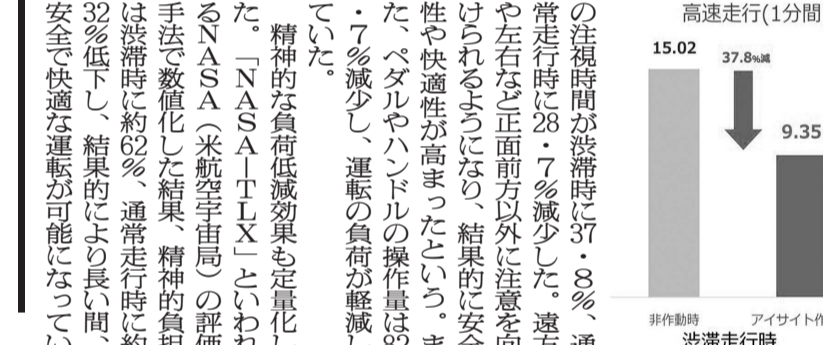 高速走行(1分間
15.02
37.8%減
9.35
非作動時
アイサイト作
渋滞走行時
の注視時間が渋滞時に37・8%、通
常走行時に28・7%減少した。遠方
や左右など正面前方以外に注意を向
けられるようになり、結果的に安全
性や快適性が高まったという。ま
た、ペダルやハンドルの操作量は82
・7%減少し、運転の負荷が軽減し
ていた。
精神的な負荷低減効果も定量化し
た。「NASA―TLX」といわれ
るNASA(米航空宇宙局)の評価
手法で数値化した結果、精神的負担
は渋滞時に約62%、通常走行時に約
32%低下し、結果的により長い間、
安全で快適な運転が可能になってい